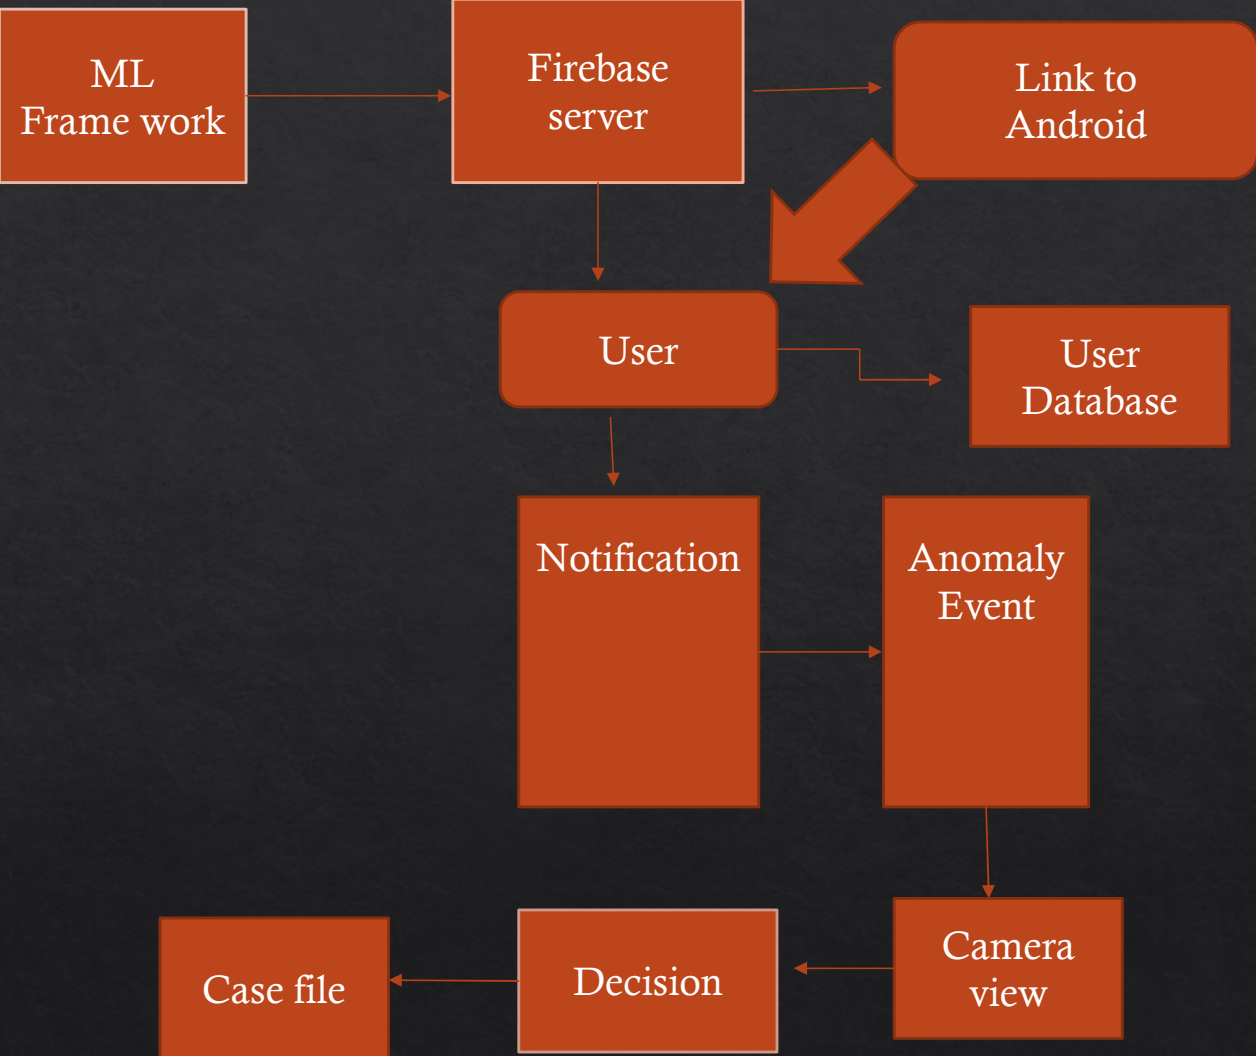 ML
Frame work
Firebase
server
Link to
Android
User
User
Database
Notification
Anomaly
Event
Camera
view
Decision
Case file